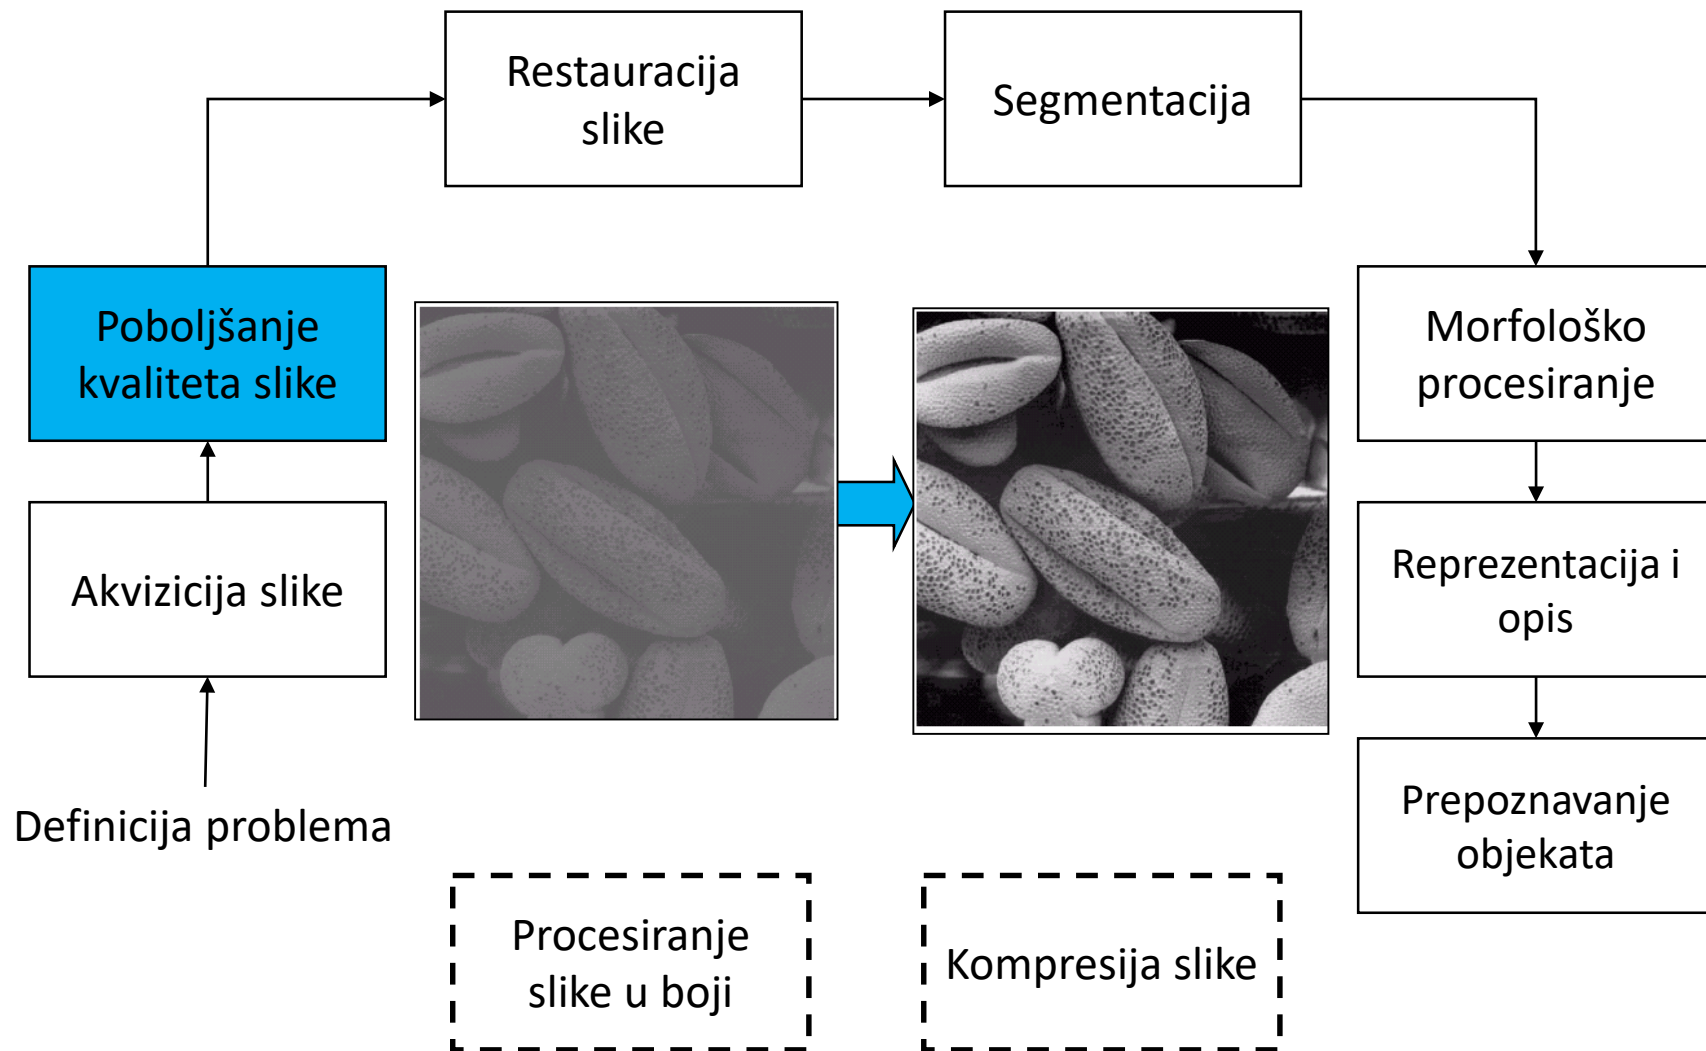 Restauracija
slike
Segmentacija
Poboljšanje
kvaliteta slike
Morfološko
procesiranje
Akvizicija slike
Reprezentacija i
opis
Definicija problema
Prepoznavanje
objekata
Procesiranje
slike u boji
Kompresija slike